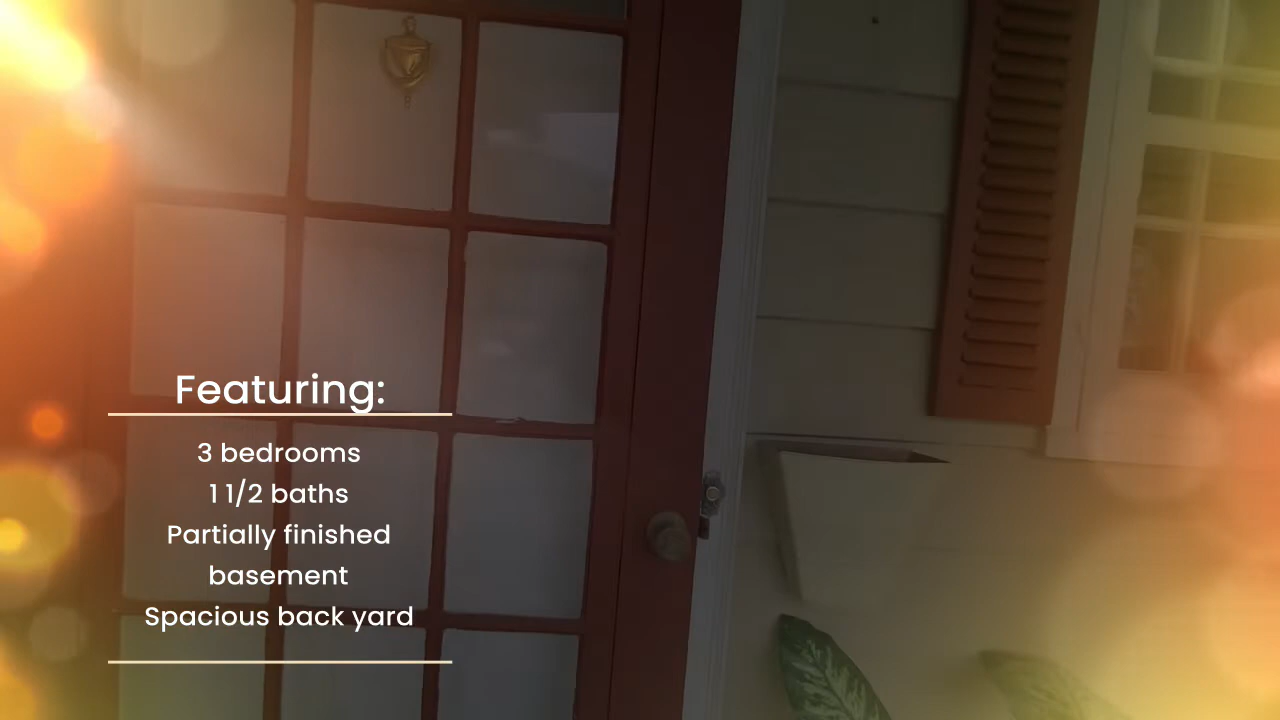 Featuring:
3 bedrooms
1 1/2 baths
Partially finished
basement
Spacious back yard